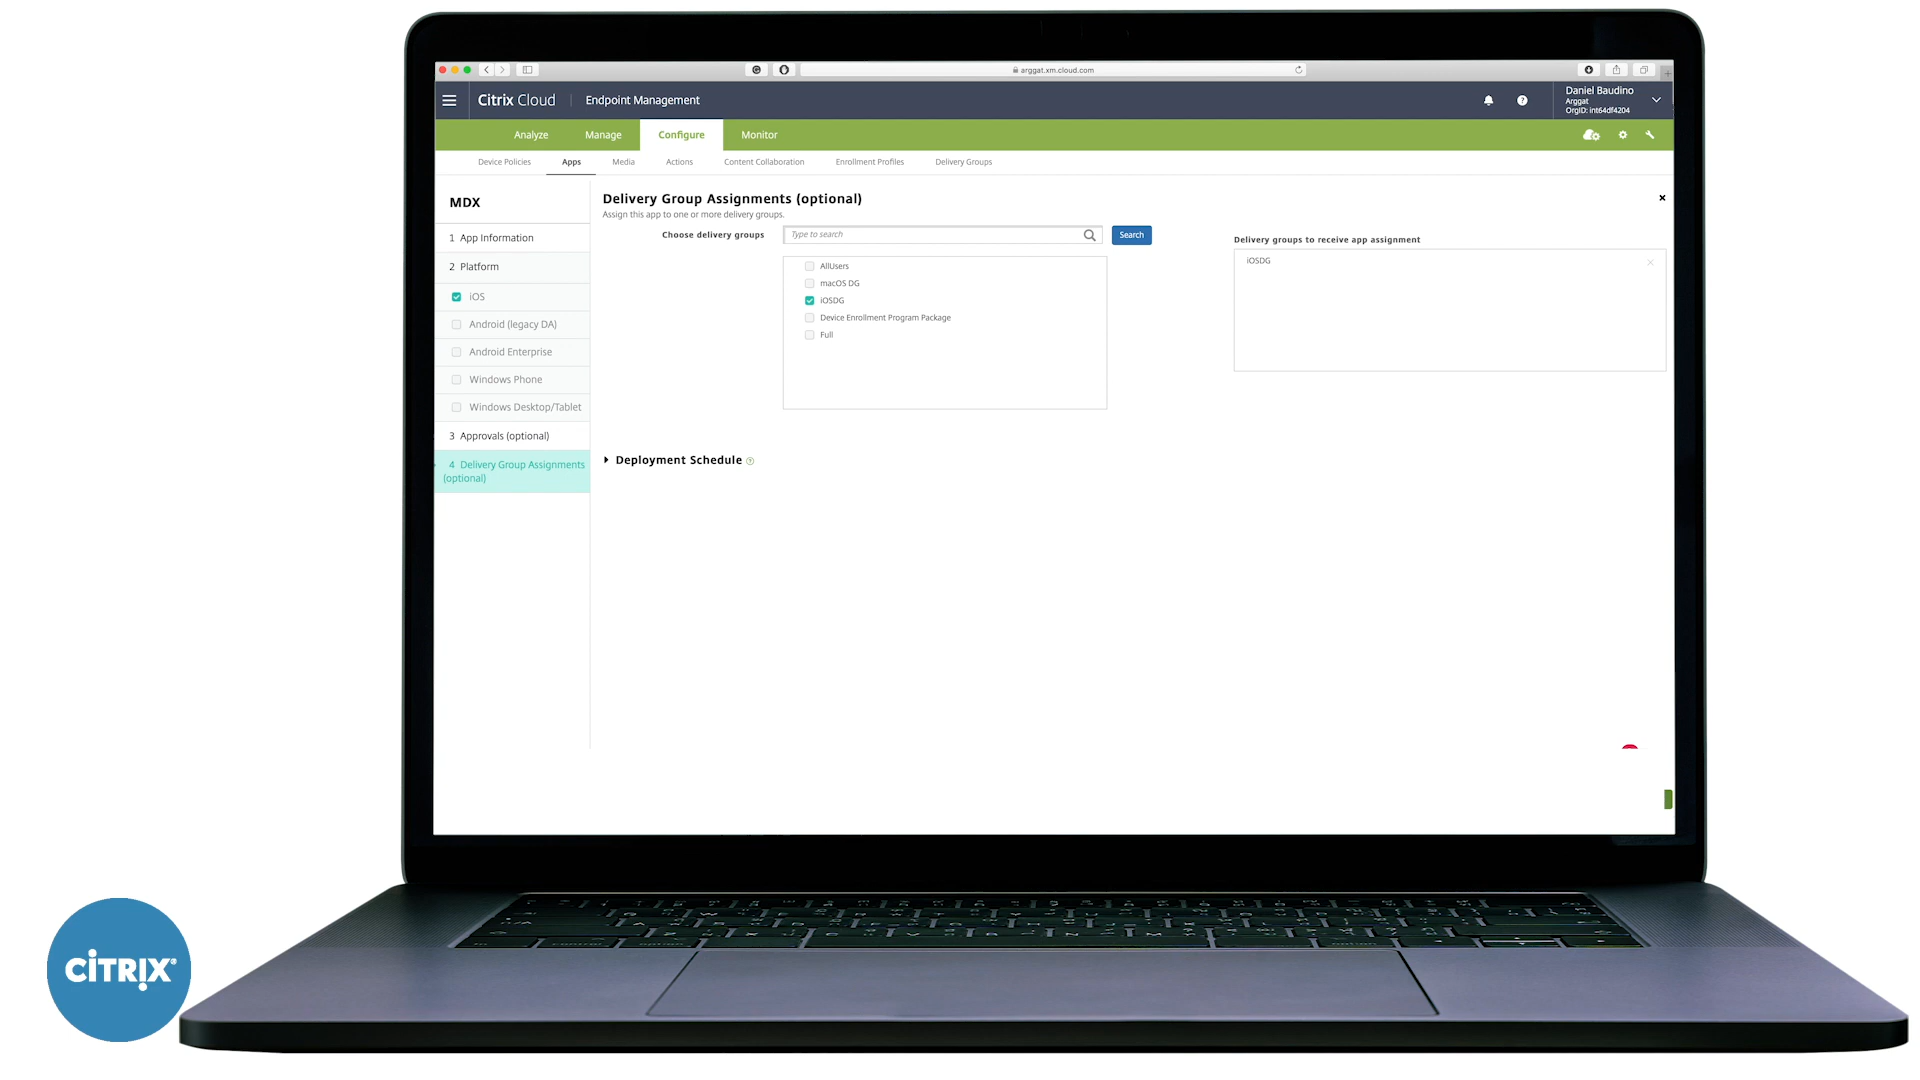 arggat.xm.cloud.com
Citrix Cloud
Endpoint Management
Daniel Baudino
Arggat
OrgID: int64df4204
Analyze
Manage
Configure
Monitor
Device Policies
Apps
Media
Actions
Content Collaboration
Enrollment Profiles
Delivery Groups
MDX
1 App Information
2 Platform
iOS
Android (legacy DA)
Android Enterprise
Windows Phone
Windows Desktop/Tablet
3 Approvals (optional)
4 Delivery Group Assignments
(optional)
Delivery Group Assignments (optional)
Assign this app to one or more delivery groups.
Choose delivery groups
Type to search
Search
AllUsers
macOS DG
iOSDG
Device Enrollment Program Package
Full
Delivery groups to receive app assignment
iOSDG
Deployment Schedule
CİTRİX®